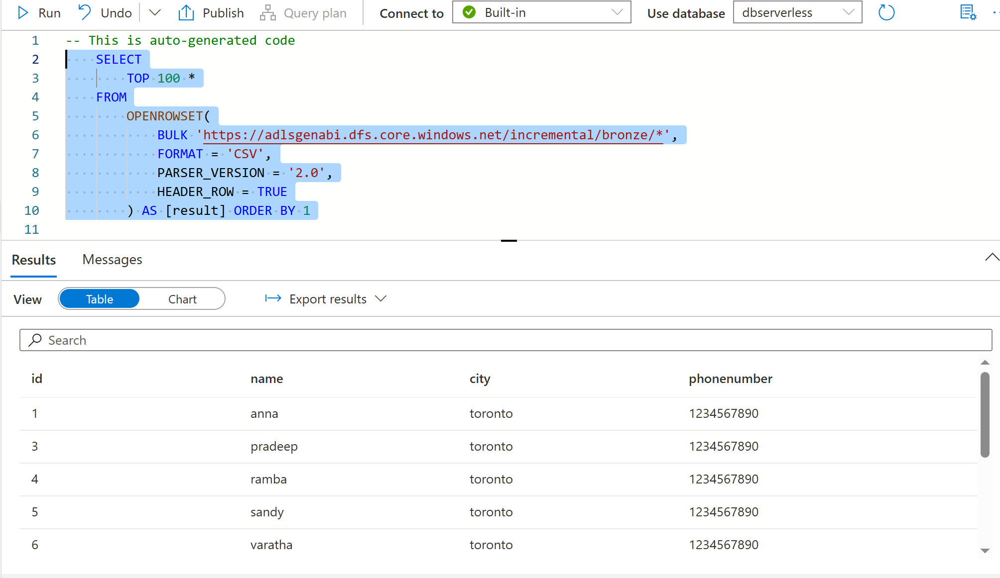 Run Undo Publish Query plan Connect to Built-in Use database dbserverless
1 -- This is auto-generated code
2 SELECT
3 TOP 100 *
4 FROM
5 OPENROWSET(
6 BULK 'https://adlsgenabi.dfs.core.windows.net/incremental/bronze/*',
7 FORMAT = 'CSV',
8 PARSER_VERSION = '2.0',
9 HEADER_ROW = TRUE
10 ) AS [result] ORDER BY 1
11
Results Messages
View Table Chart Export results
Search
id name city phonenumber
1 anna toronto 1234567890
3 pradeep toronto 1234567890
4 ramba toronto 1234567890
5 sandy toronto 1234567890
6 varatha toronto 1234567890